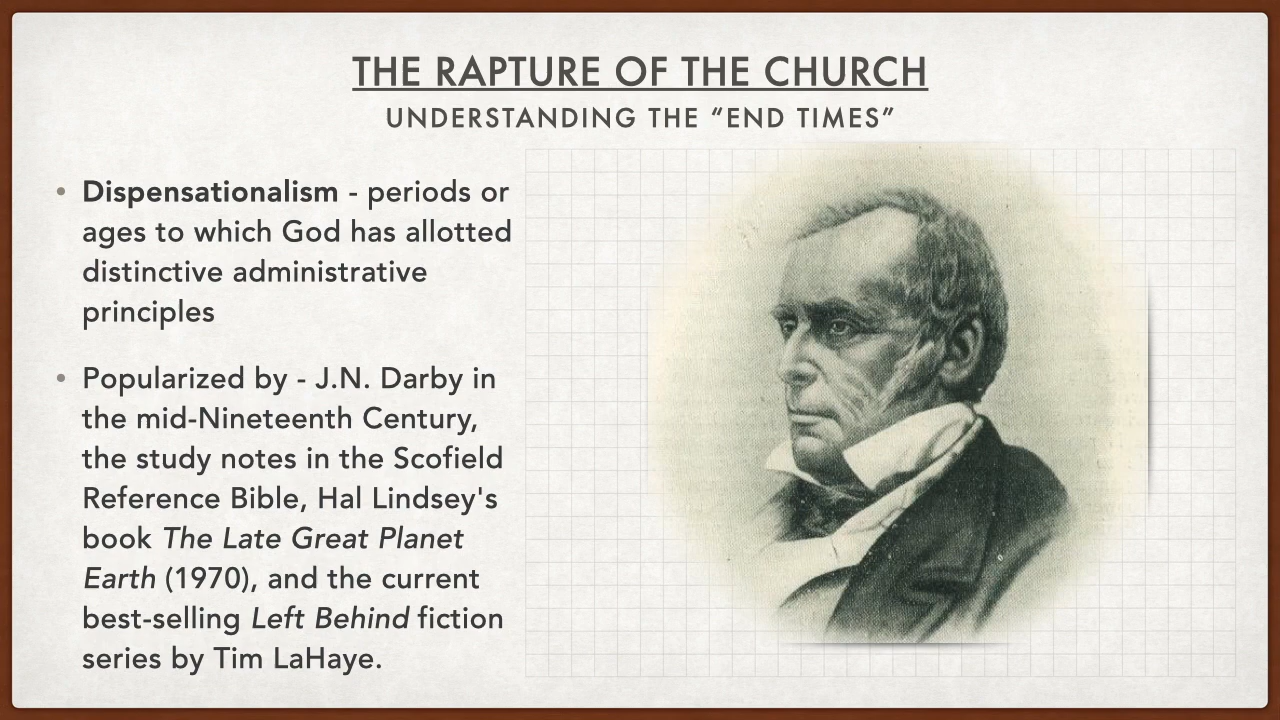 THE RAPTURE OF THE CHURCH
UNDERSTANDING THE “END TIMES”
• Dispensationalism - periods or
ages to which God has allotted
distinctive administrative
principles
• Popularized by - J.N. Darby in
the mid-Nineteenth Century,
the study notes in the Scofield
Reference Bible, Hal Lindsey's
book The Late Great Planet
Earth (1970), and the current
best-selling Left Behind fiction
series by Tim LaHaye.